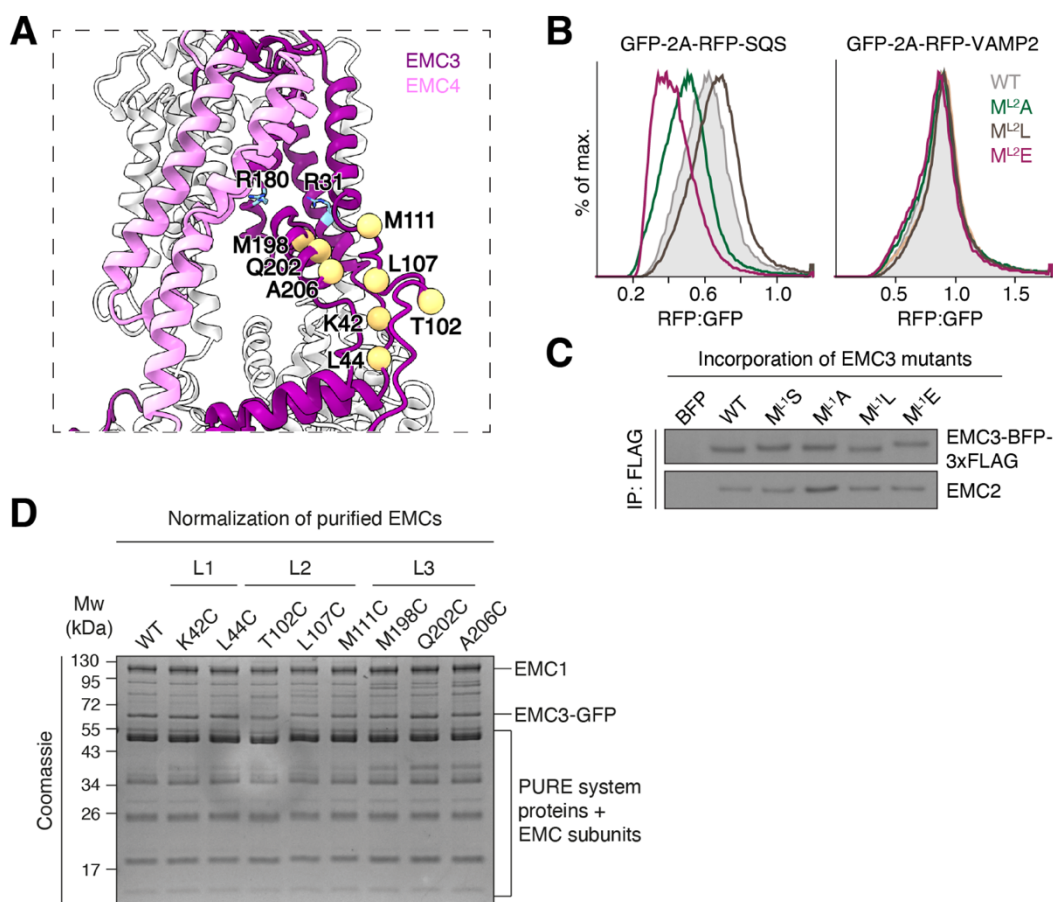 A
EMC3
EMC4
R180
R31
M111
M198
Q202
L107
A206
T102
K42
L44
B
GFP-2A-RFP-SQS
GFP-2A-RFP-VAMP2
% of max.
WT
Mᴸ²A
Mᴸ²L
Mᴸ²E
0.2 0.6 1.0
0.5 1.0 1.5
RFP:GFP
RFP:GFP
C
Incorporation of EMC3 mutants
BFP WT Mᴸ¹S Mᴸ¹A Mᴸ¹L Mᴸ¹E
IP: FLAG
EMC3-BFP-
3xFLAG
EMC2
D
Normalization of purified EMCs
L1 L2 L3
Mw
(kDa)
WT K42C L44C T102C L107C M111C M198C Q202C A206C
Coomassie
130
95
72
55
43
34
26
17
EMC1
EMC3-GFP
PURE system
proteins +
EMC subunits